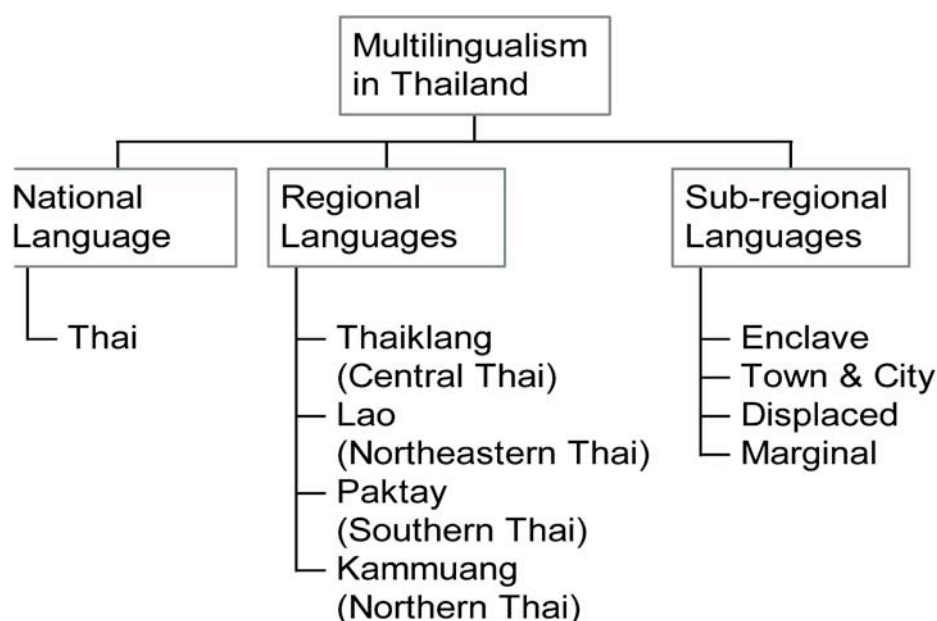 Multilingualism
in Thailand
National
Language
Regional
Languages
Sub-regional
Languages
Thai
Thaiklang
(Central Thai)
Lao
(Northeastern Thai)
Paktay
(Southern Thai)
Kammuang
(Northern Thai)
Enclave
Town & City
Displaced
Marginal